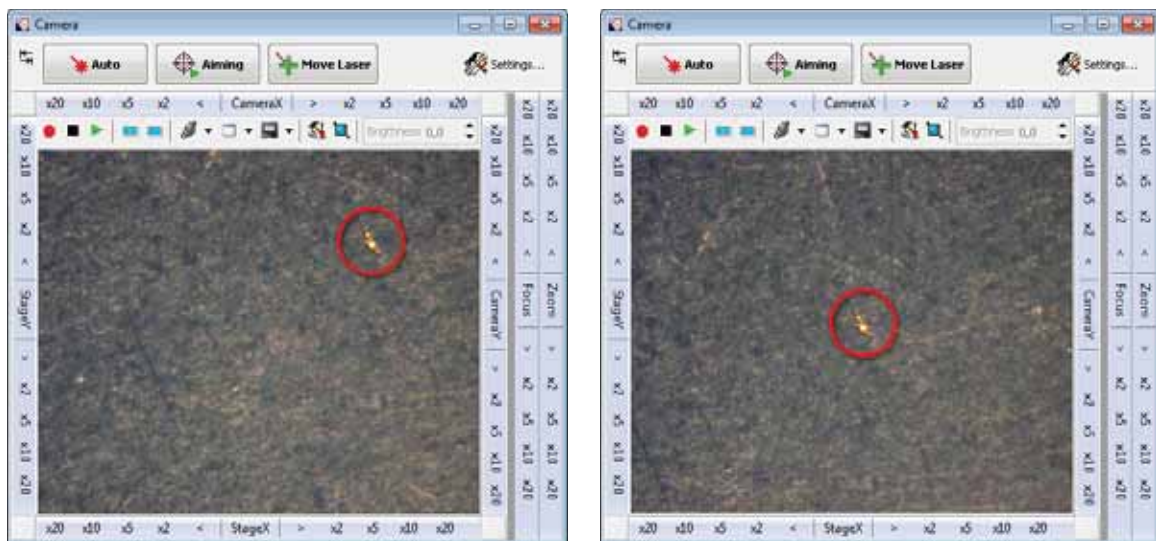 Camera
Auto Aiming Move Laser Settings...
x20 x10 x5 x2 < CameraX > x2 x5 x10 x20
Brightness 0,0
x20 x10 x5 x2 < StageY > x2 x5 x10 x20
x20 x10 x5 x2 < CameraY > x2 x5 x10 x20
x20 x10 x5 x2 < Focus > x2 x5 x10 x20
x20 x10 x5 x2 < Zoom > x2 x5 x10 x20
x20 x10 x5 x2 < StageX > x2 x5 x10 x20
Camera
Auto Aiming Move Laser Settings...
x20 x10 x5 x2 < CameraX > x2 x5 x10 x20
Brightness 0,0
x20 x10 x5 x2 < StageY > x2 x5 x10 x20
x20 x10 x5 x2 < CameraY > x2 x5 x10 x20
x20 x10 x5 x2 < Focus > x2 x5 x10 x20
x20 x10 x5 x2 < Zoom > x2 x5 x10 x20
x20 x10 x5 x2 < StageX > x2 x5 x10 x20